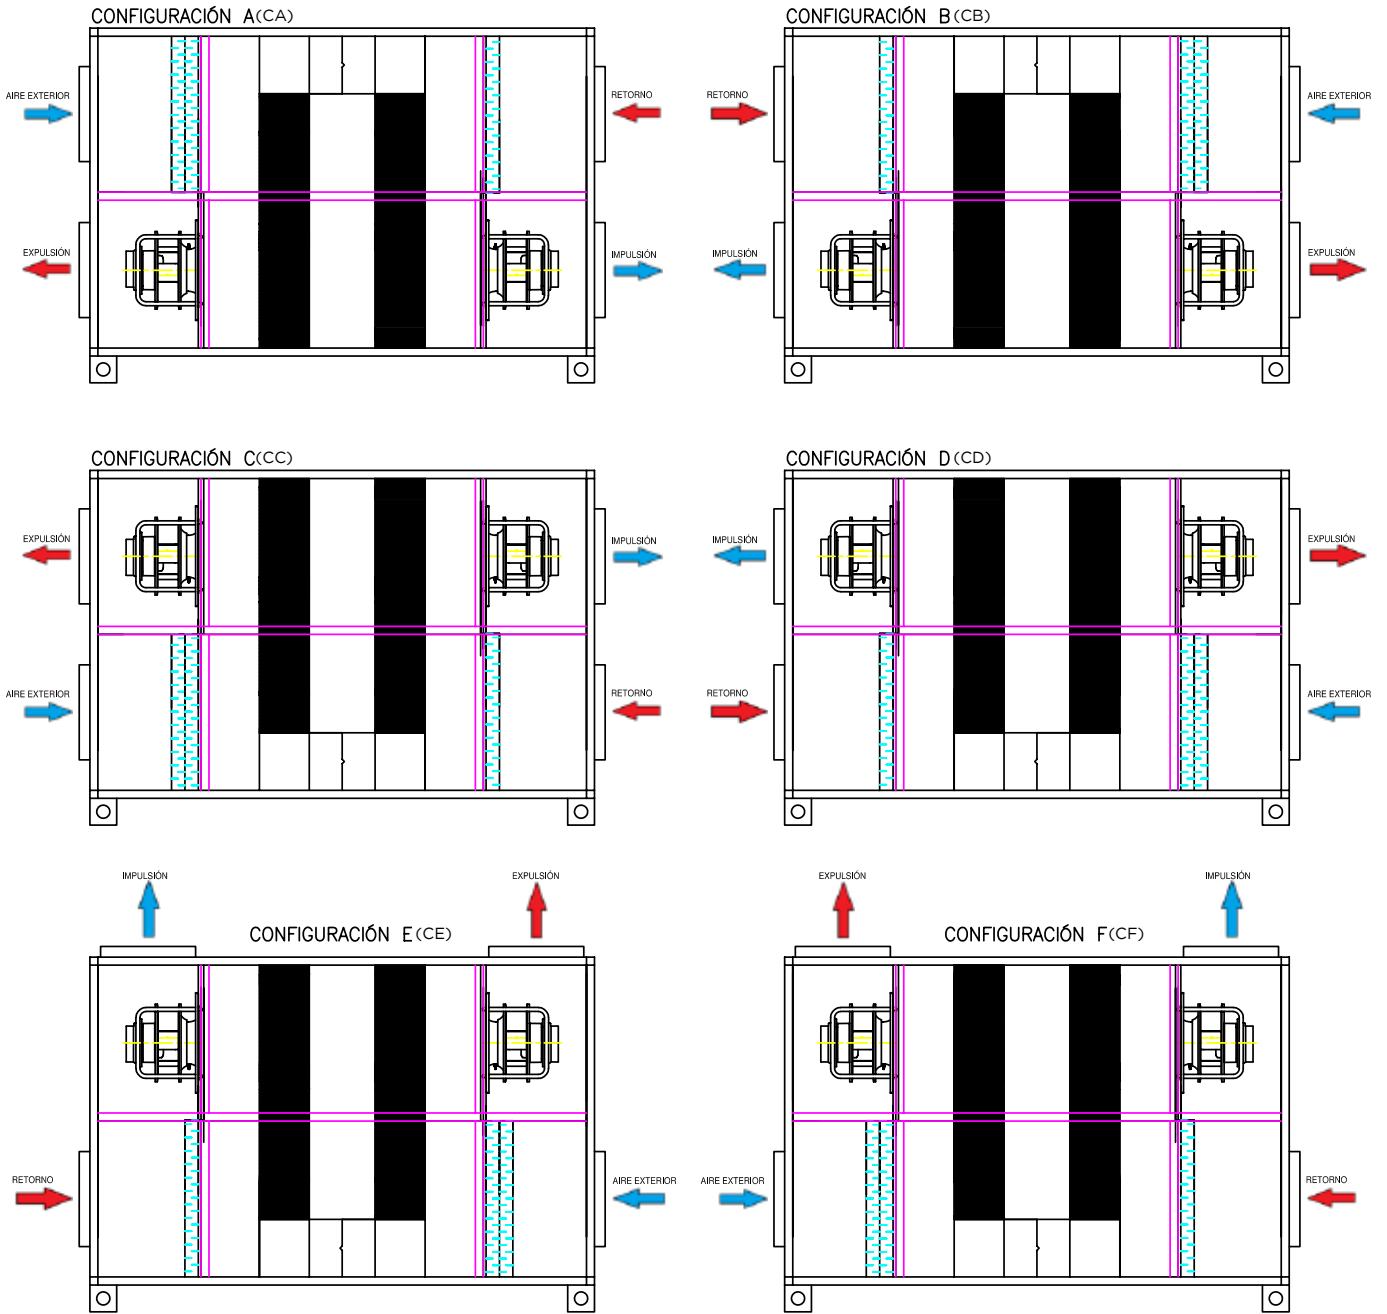 CONFIGURACIÓN A(CA)
AIRE EXTERIOR
RETORNO
EXPULSIÓN
IMPULSIÓN
CONFIGURACIÓN B(CB)
RETORNO
AIRE EXTERIOR
IMPULSIÓN
EXPULSIÓN
CONFIGURACIÓN C(CC)
EXPULSIÓN
IMPULSIÓN
AIRE EXTERIOR
RETORNO
CONFIGURACIÓN D(CD)
IMPULSIÓN
EXPULSIÓN
RETORNO
AIRE EXTERIOR
IMPULSIÓN
EXPULSIÓN
CONFIGURACIÓN E(CE)
RETORNO
AIRE EXTERIOR
EXPULSIÓN
IMPULSIÓN
CONFIGURACIÓN F(CF)
AIRE EXTERIOR
RETORNO